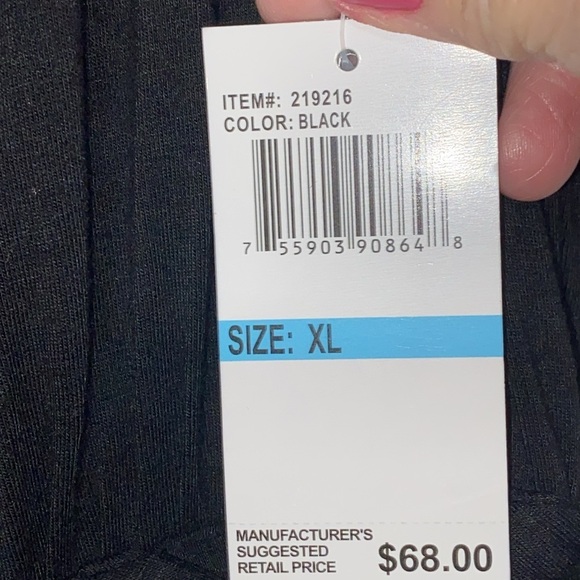 ITEM#: 219216
COLOR: BLACK
7 55903 90864 8
SIZE: XL
MANUFACTURER'S
SUGGESTED
RETAIL PRICE $68.00